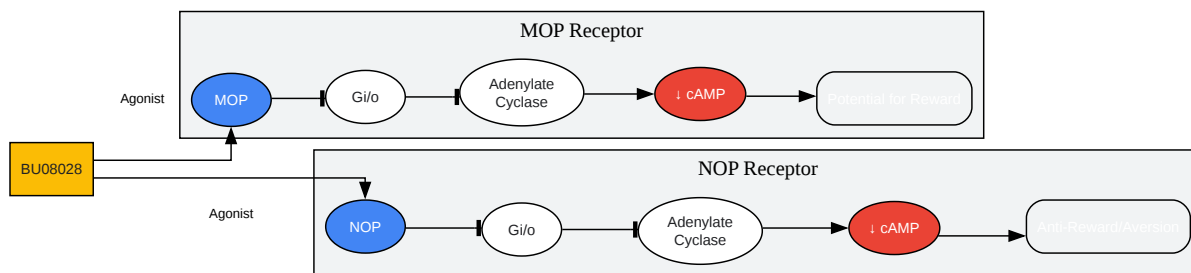 MOP Receptor
Agonist
MOP
Gi/o
Adenylate
Cyclase
↓ cAMP
Potential for Reward
BU08028
NOP Receptor
Agonist
NOP
Gi/o
Adenylate
Cyclase
↓ cAMP
Anti-Reward/Aversion